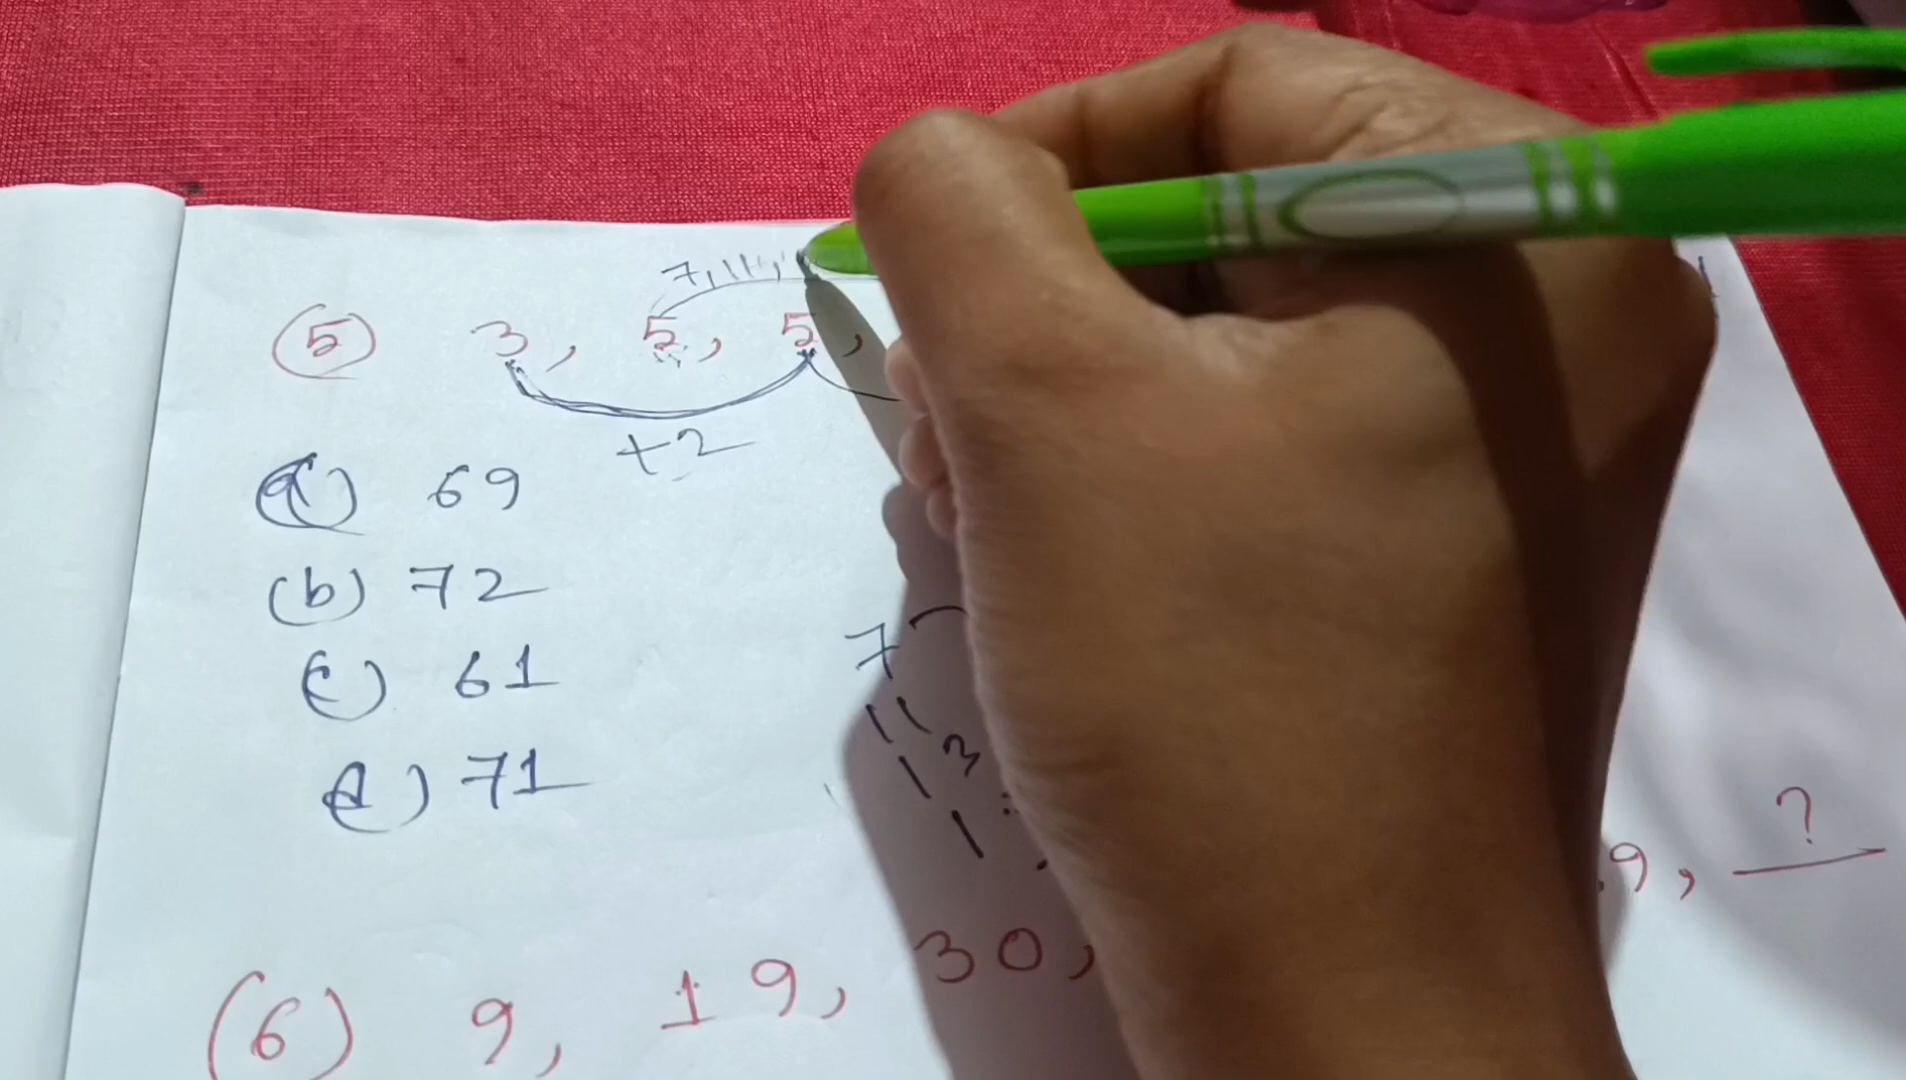 7, 11,
(5) 3, 5, 5,
+2
(a) 69
(b) 72
(c) 61
(d) 71
7
11
13
1
9, ?
(6) 9, 19, 30,